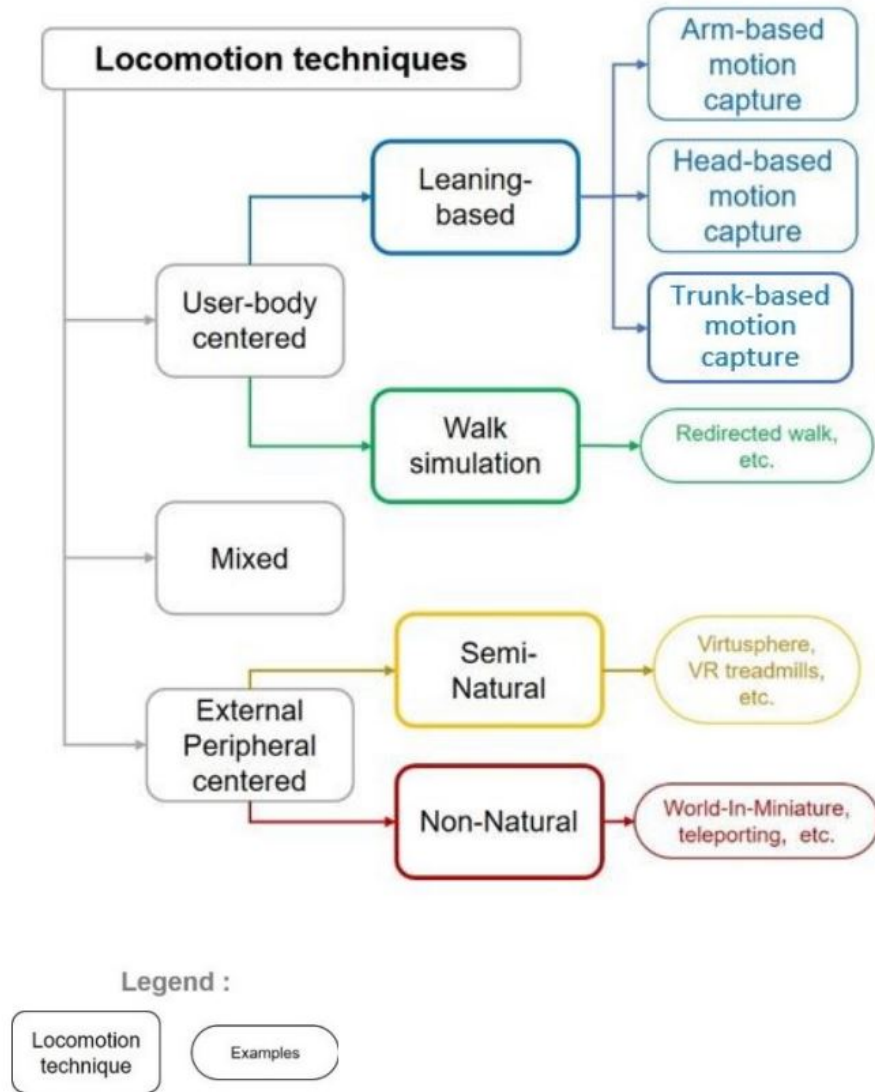 Locomotion techniques
Arm-based
motion
capture
Leaning-
based
Head-based
motion
capture
User-body
centered
Trunk-based
motion
capture
Walk
simulation
Redirected walk,
etc.
Mixed
Semi-
Natural
Virtusphere,
VR treadmills,
etc.
External
Peripheral
centered
Non-Natural
World-In-Miniature,
teleporting, etc.
Legend :
Locomotion
technique
Examples